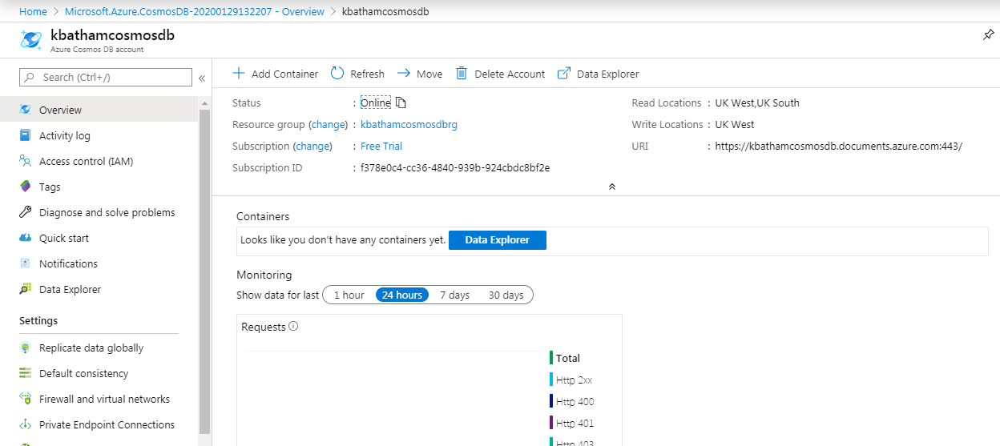 Home > Microsoft.Azure.CosmosDB-20200129132207 - Overview > kbathamcosmosdb
kbathamcosmosdb
Azure Cosmos DB account
Search (Ctrl+/)
«
Overview
Activity log
Access control (IAM)
Tags
Diagnose and solve problems
Quick start
Notifications
Data Explorer
Settings
Replicate data globally
Default consistency
Firewall and virtual networks
Private Endpoint Connections
Add Container Refresh Move Delete Account Data Explorer
Status : Online
Resource group (change) : kbathamcosmosdbrg
Subscription (change) : Free Trial
Subscription ID : f378e0c4-cc36-4840-939b-924cbdc8bf2e
Read Locations : UK West,UK South
Write Locations : UK West
URI : https://kbathamcosmosdb.documents.azure.com:443/
Containers
Looks like you don't have any containers yet. Data Explorer
Monitoring
Show data for last 1 hour 24 hours 7 days 30 days
Requests
Total
Http 2xx
Http 400
Http 401
Http 403